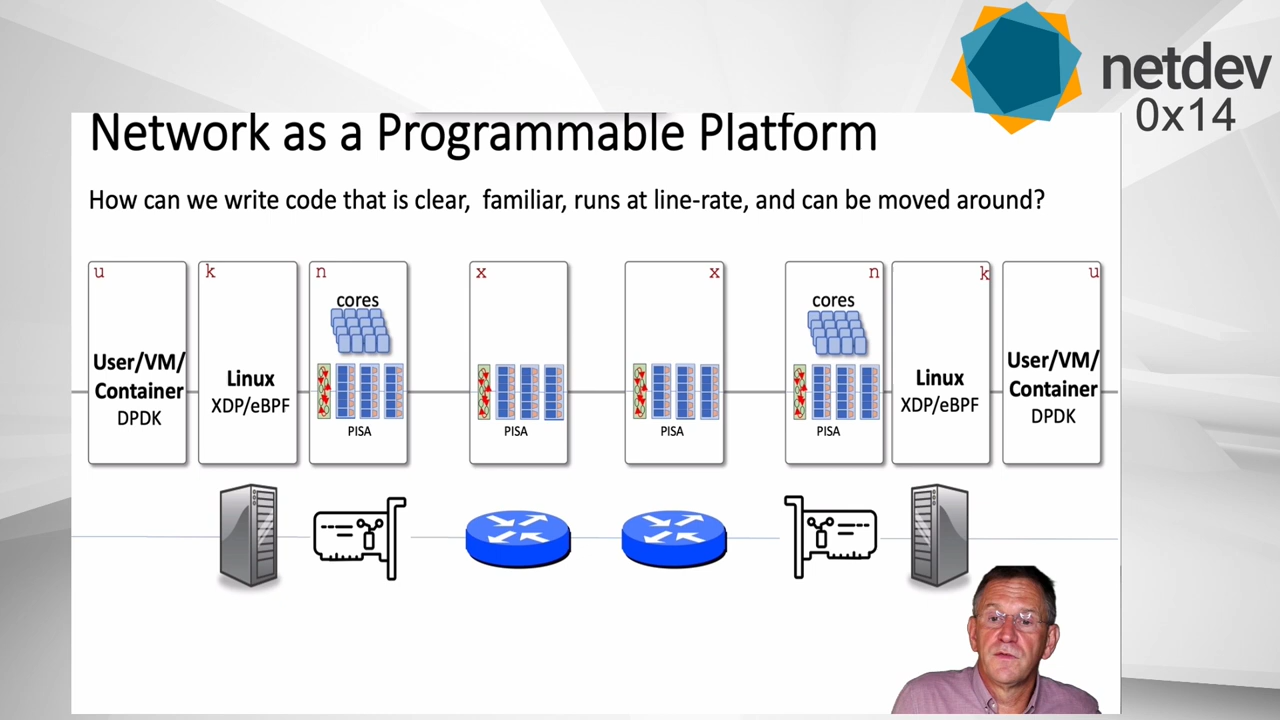 netdev
0x14
Network as a Programmable Platform
How can we write code that is clear,  familiar, runs at line-rate, and can be moved around?
u
k
n
x
x
n
k
u
cores
cores
User/VM/
Container
DPDK
Linux
XDP/eBPF
PISA
PISA
PISA
PISA
Linux
XDP/eBPF
User/VM/
Container
DPDK